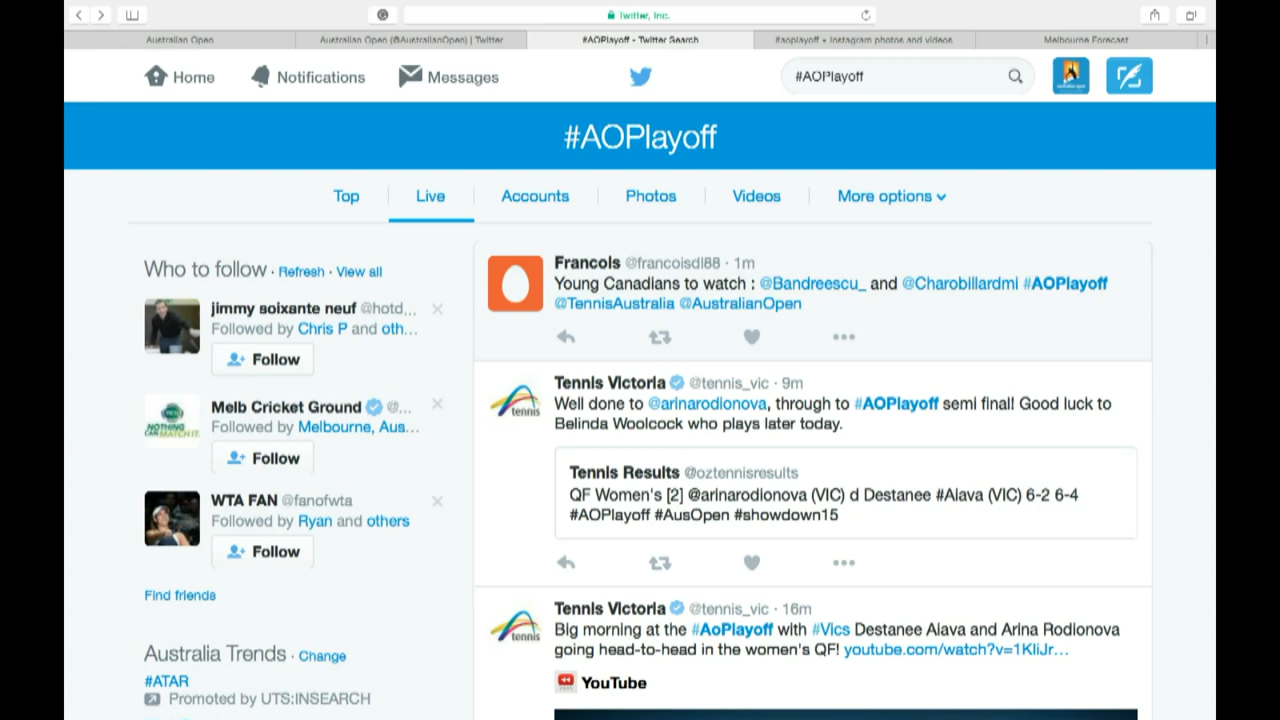 Twitter, Inc.
Australian Open
Australian Open (@AustralianOpen) | Twitter
#AOPlayoff - Twitter Search
#aoplayoff • Instagram photos and videos
Melbourne Forecast
Home
Notifications
Messages
#AOPlayoff
#AOPlayoff
Top
Live
Accounts
Photos
Videos
More options
Who to follow · Refresh · View all
jimmy soixante neuf @hotd...
Followed by Chris P and oth...
Follow
Melb Cricket Ground @...
Followed by Melbourne, Aus...
Follow
WTA FAN @fanofwta
Followed by Ryan and others
Follow
Find friends
Australia Trends · Change
#ATAR
Promoted by UTS:INSEARCH
Francois @francoisdl88 · 1m
Young Canadians to watch : @Bandreescu_ and @Charobillardmi #AOPlayoff
@TennisAustralia @AustralianOpen
tennis
Tennis Victoria @tennis_vic · 9m
Well done to @arinarodionova, through to #AOPlayoff semi final! Good luck to
Belinda Woolcock who plays later today.
Tennis Results @oztennisresults
QF Women's [2] @arinarodionova (VIC) d Destanee #Aiava (VIC) 6-2 6-4
#AOPlayoff #AusOpen #showdown15
tennis
Tennis Victoria @tennis_vic · 16m
Big morning at the #AoPlayoff with #Vics Destanee Aiava and Arina Rodionova
going head-to-head in the women's QF! youtube.com/watch?v=1KIiJr...
YouTube